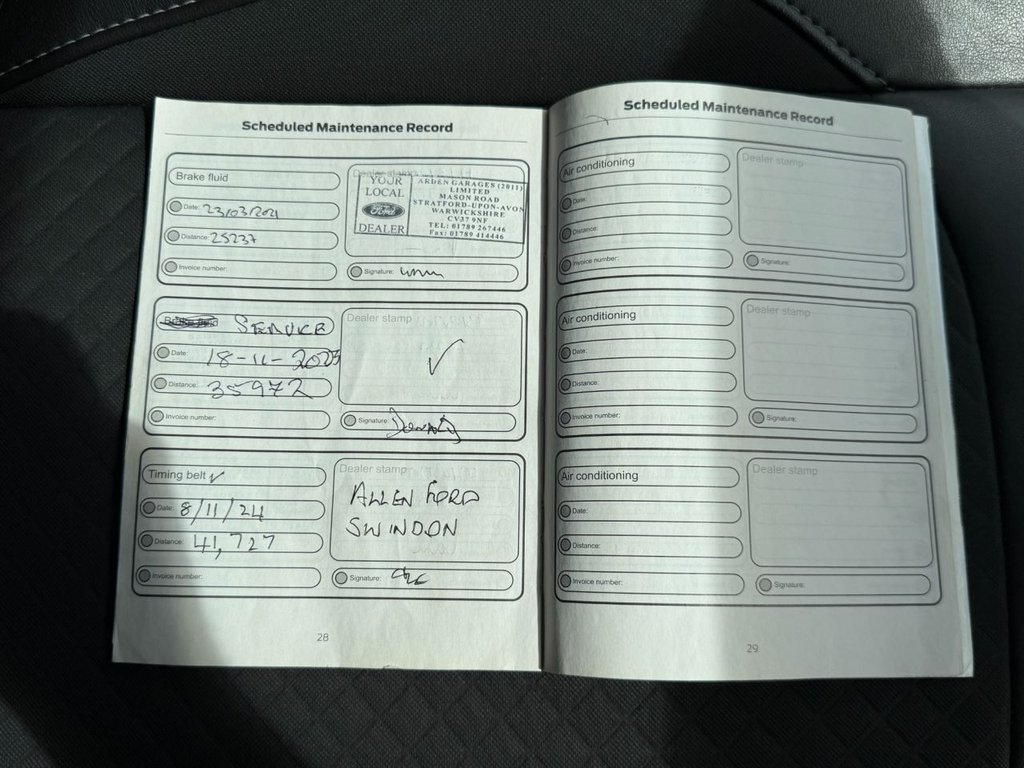 Scheduled Maintenance Record
Brake fluid
Date: 23/03/2021
Distance: 25237
Invoice number:
Dealer stamp
YOUR
LOCAL
Ford
DEALER
ARDEN GARAGES (2011)
LIMITED
MASON ROAD
STRATFORD-UPON-AVON
WARWICKSHIRE
CV37 9NF
TEL: 01789 267446
Fax: 01789 414446
Signature:
Brake fluid SERVICE
Date: 18-11-2023
Distance: 35972
Invoice number:
Dealer stamp
Signature:
Timing belt ✓
Date: 8/11/24
Distance: 41,727
Invoice number:
Dealer stamp
ALLEN FORD
SWINDON
Signature:
28
Scheduled Maintenance Record
Air conditioning
Date:
Distance:
Invoice number:
Dealer stamp
Signature:
Air conditioning
Date:
Distance:
Invoice number:
Dealer stamp
Signature:
Air conditioning
Date:
Distance:
Invoice number:
Dealer stamp
Signature:
29